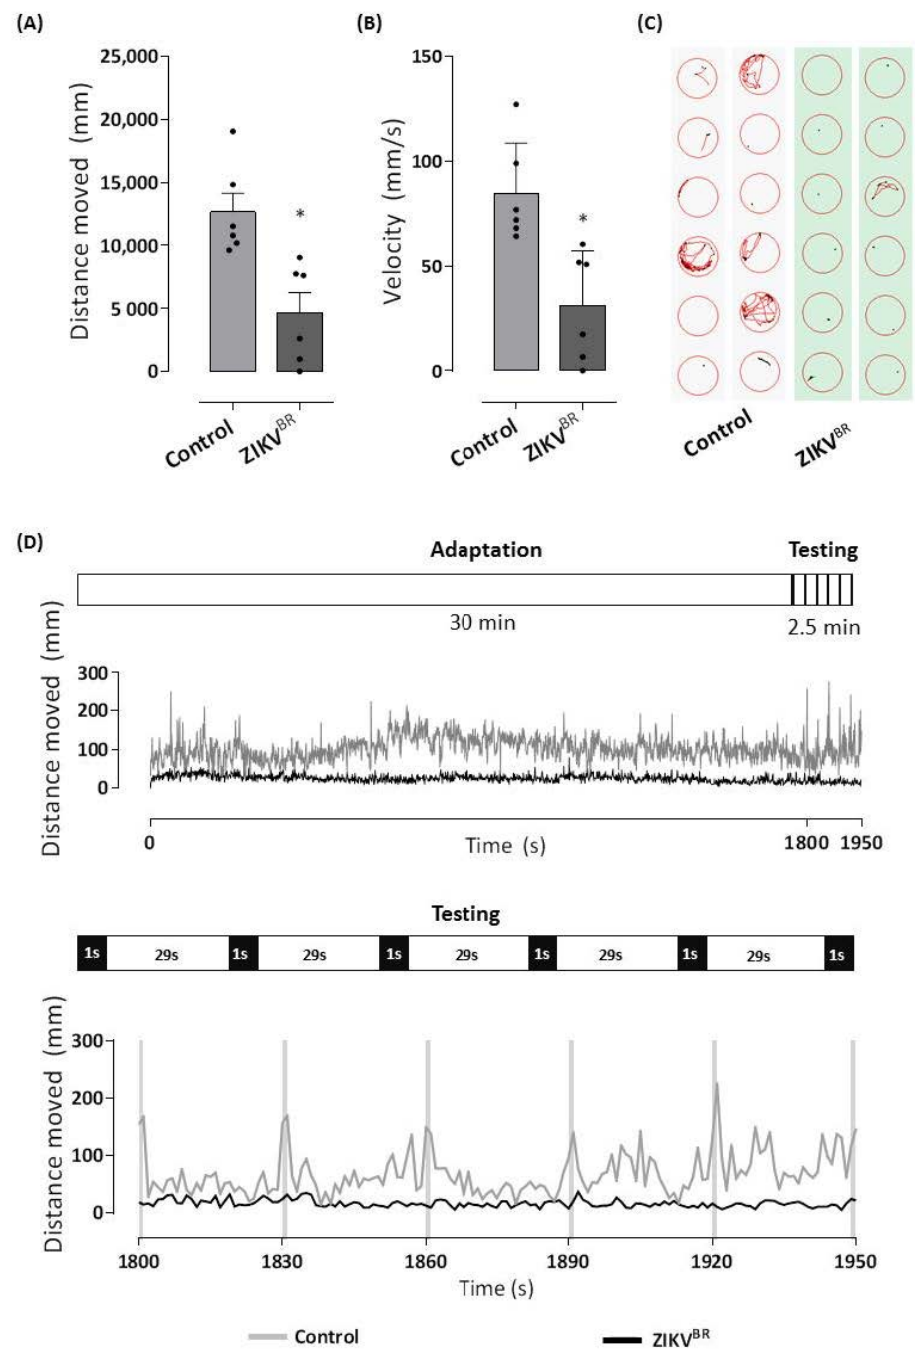 (A)
(B)
(C)
25,000
20,000
15,000
10,000
5 000
0
Distance moved (mm)
*
Control
ZIKV^BR
150
100
50
0
Velocity (mm/s)
*
Control
ZIKV^BR
Control
ZIKV^BR
(D)
Adaptation
Testing
30 min
2.5 min
Distance moved (mm)
300
200
100
0
0
Time (s)
1800
1950
Testing
1s
29s
1s
29s
1s
29s
1s
29s
1s
29s
1s
Distance moved (mm)
300
200
100
0
1800
1830
1860
1890
1920
1950
Time (s)
Control
ZIKV^BR